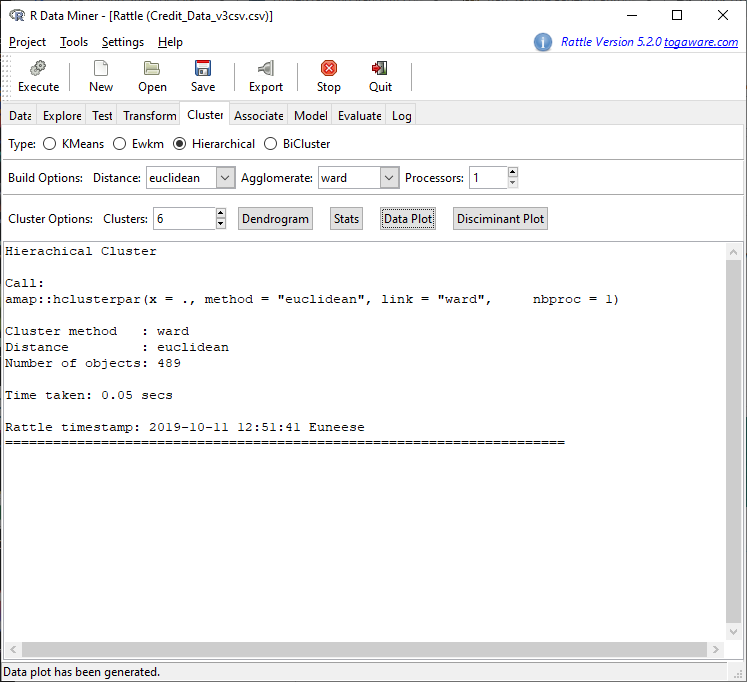 R Data Miner - [Rattle (Credit_Data_v3csv.csv)]
Project Tools Settings Help
Rattle Version 5.2.0 togaware.com
Execute New Open Save Export Stop Quit
Data Explore Test Transform Cluster Associate Model Evaluate Log
Type: KMeans Ewkm Hierarchical BiCluster
Build Options: Distance: euclidean Agglomerate: ward Processors: 1
Cluster Options: Clusters: 6 Dendrogram Stats Data Plot Disciminant Plot
Hierachical Cluster
Call:
amap::hclusterpar(x = ., method = "euclidean", link = "ward",     nbproc = 1)
Cluster method   : ward
Distance         : euclidean
Number of objects: 489
Time taken: 0.05 secs
Rattle timestamp: 2019-10-11 12:51:41 Euneese
======================================================================
Data plot has been generated.